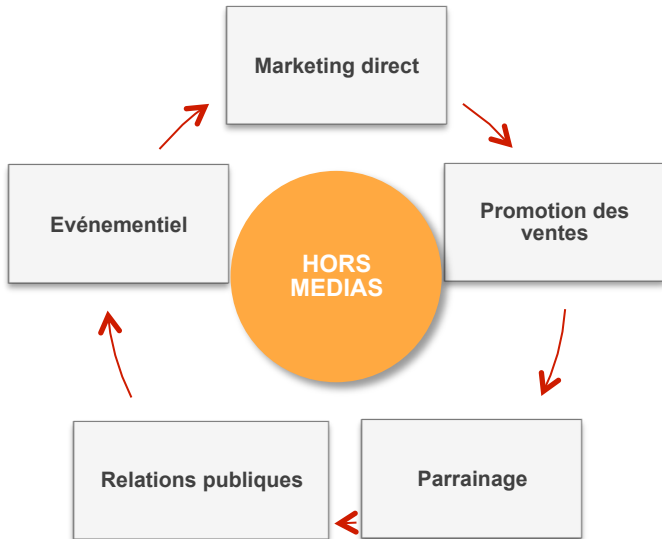 Marketing direct
Promotion des
ventes
Parrainage
Relations publiques
Evénementiel
HORS
MEDIAS